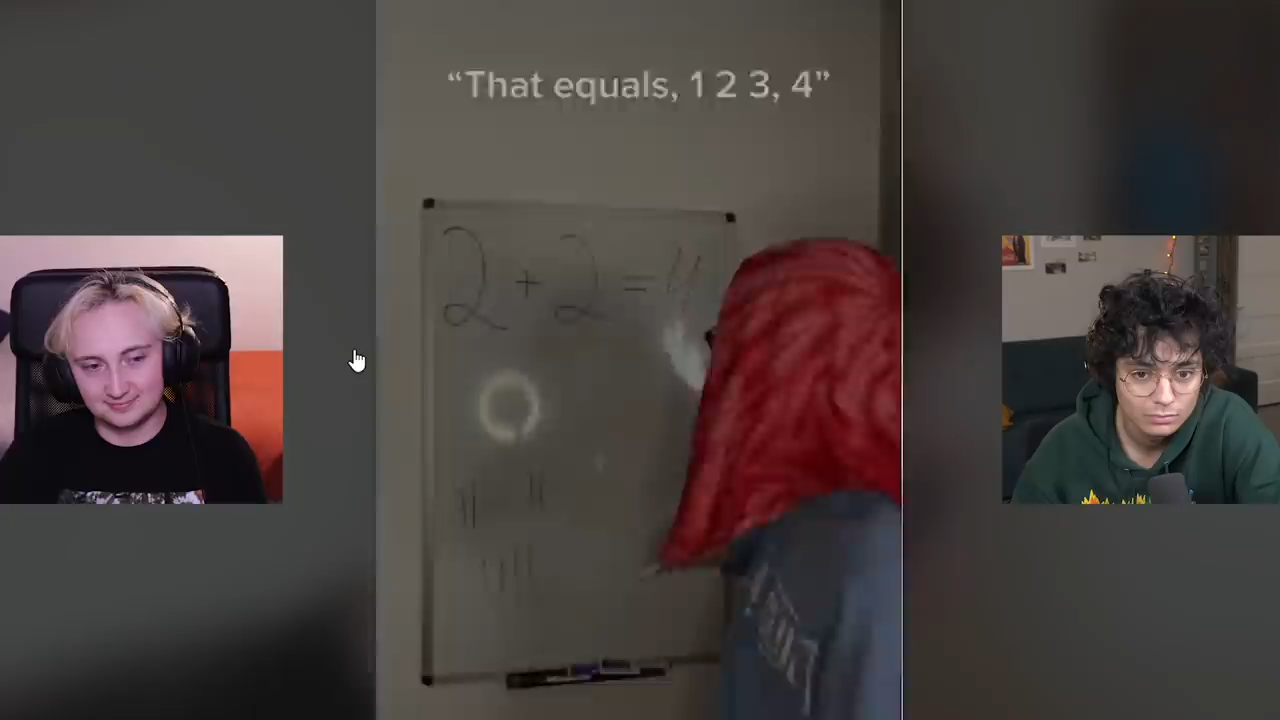 “That equals, 1 2 3, 4”
2 + 2 = 4